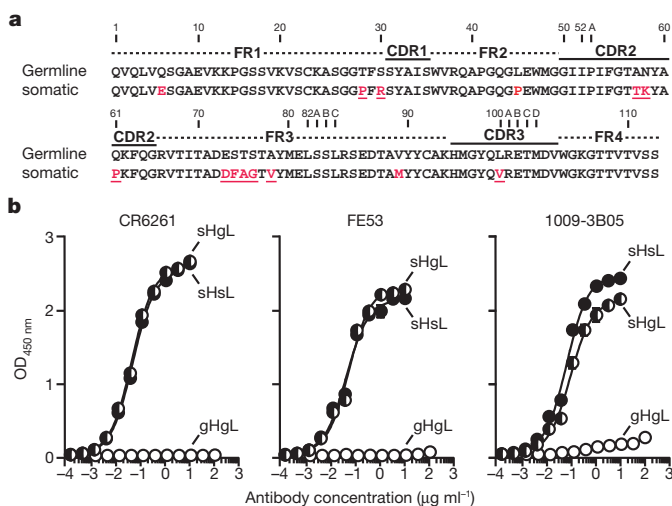 a
1 10 20 30 40 50 52 A 60
FR1 CDR1 FR2 CDR2
Germline QVQLVQSGAEVKKPGSSVKVSCKASGGTFSSYAISWVRQAPGQGLEWMGGIIPIFGTANYA
somatic QVQLVESGAEVKKPGSSVKVSCKASGGPFRSYAISWVRQAPGQGPEWMGGIIPIFGTTKYA
61 70 80 82A B C 90 100 A B C D 110
CDR2 FR3 CDR3 FR4
Germline QKFQGRVTITADESTSTAYMELSSLRSEDTAVYYCAKHMGYQLRETMDVWGKGTTVTVSS
somatic PKFQGRVTITADDFAGTVYMELSSLRSEDTAMYYCAKHMGYQVRETMDVWGKGTTVTVSS
b
CR6261 FE53 1009-3B05
3 sHgL sHgL sHsL
sHsL sHsL sHgL
2
OD450 nm
1
gHgL gHgL gHgL
0
–4 –3 –2 –1 0 1 2 3 –4 –3 –2 –1 0 1 2 3 –4 –3 –2 –1 0 1 2 3
Antibody concentration (μg ml–1)